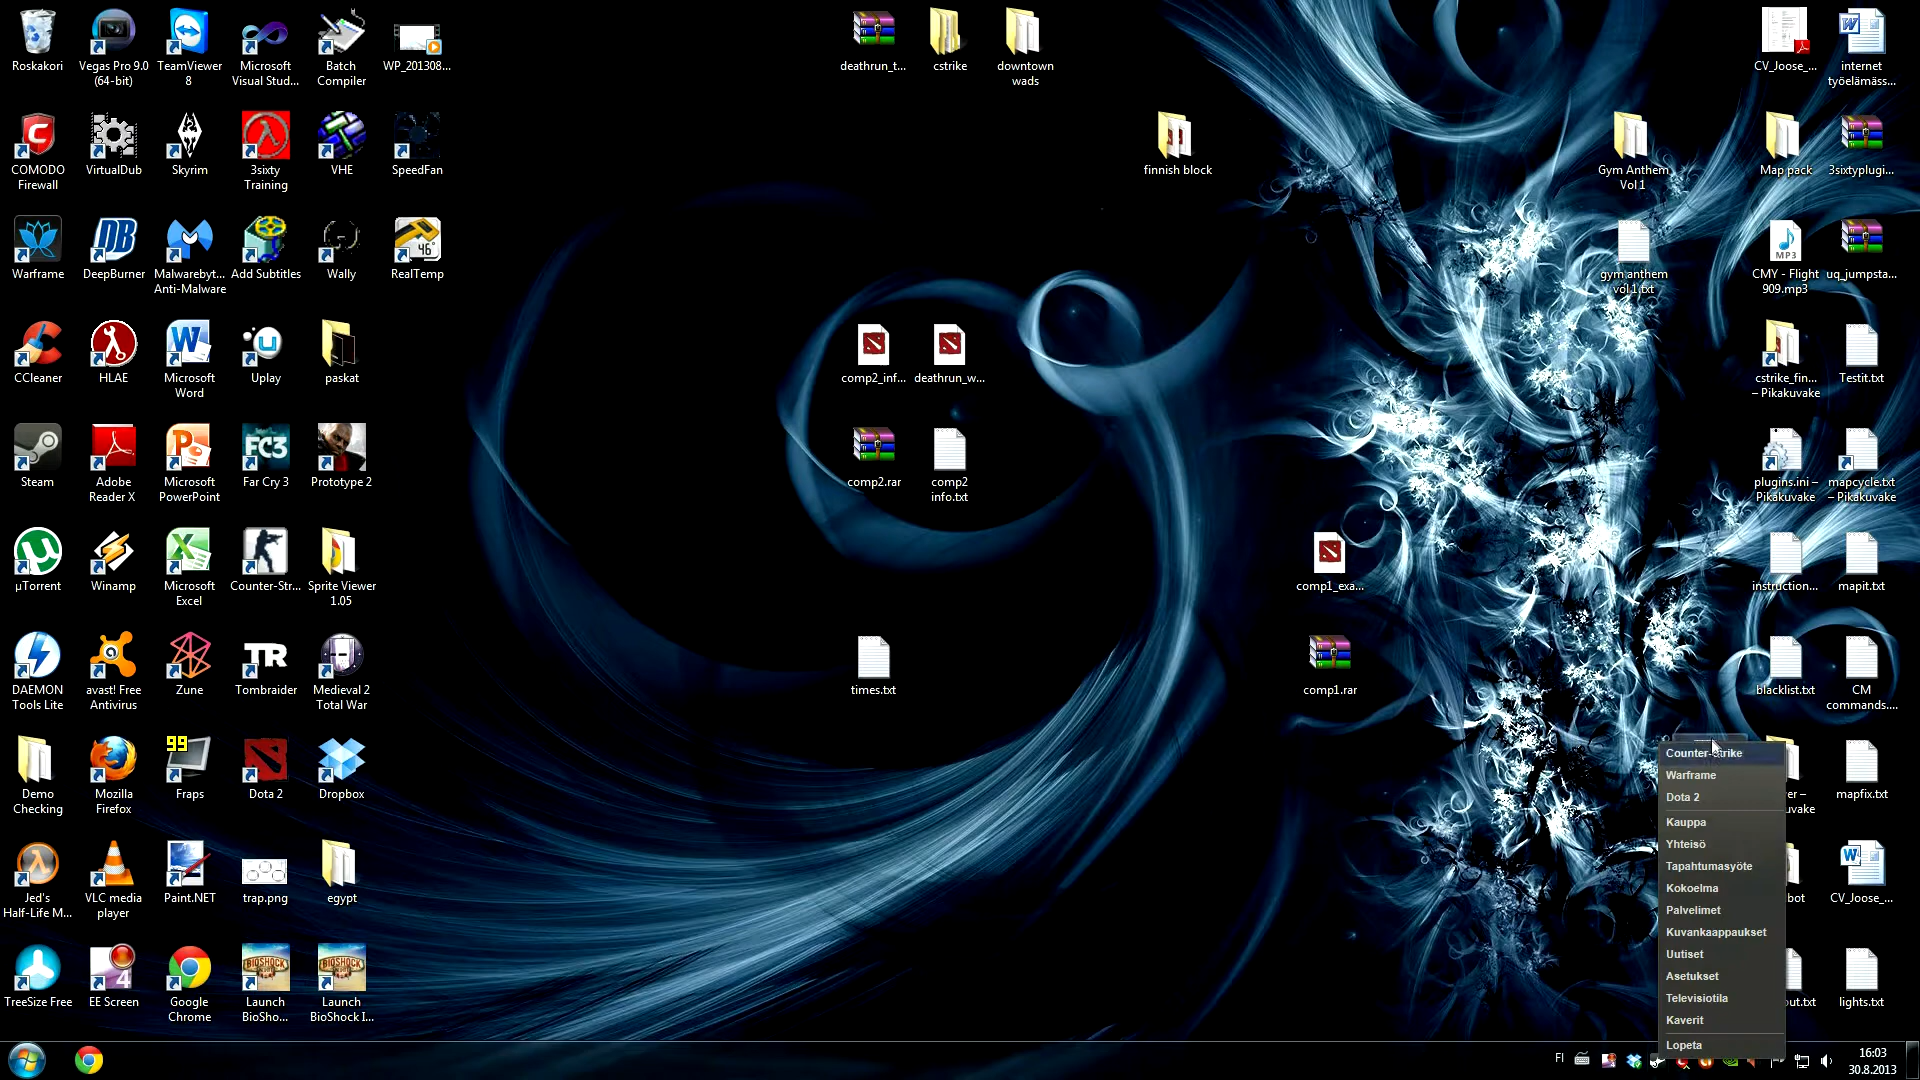 Roskakori
Vegas Pro 9.0
(64-bit)
TeamViewer
8
Microsoft
Visual Stud...
Batch
Compiler
WP_201308...
deathrun_t...
cstrike
downtown
wads
CV_Joose_...
internet
työelämäss...
COMODO
Firewall
VirtualDub
Skyrim
3sixty
Training
VHE
SpeedFan
finnish block
Gym Anthem
Vol 1
Map pack
3sixtyplugi...
Warframe
DeepBurner
Malwarebyt...
Anti-Malware
Add Subtitles
Wally
46°
RealTemp
gym anthem
vol 1.txt
MP3
CMY - Flight
909.mp3
uq_jumpsta...
CCleaner
HLAE
Microsoft
Word
Uplay
paskat
comp2_inf...
deathrun_w...
cstrike_fin...
– Pikakuvake
Testit.txt
Steam
Adobe
Reader X
Microsoft
PowerPoint
FC3
Far Cry 3
Prototype 2
comp2.rar
comp2
info.txt
plugins.ini –
Pikakuvake
mapcycle.txt
– Pikakuvake
µTorrent
Winamp
Microsoft
Excel
Counter-Str...
Sprite Viewer
1.05
comp1_exa...
instruction...
mapit.txt
DAEMON
Tools Lite
avast! Free
Antivirus
Zune
TR
Tombraider
Medieval 2
Total War
times.txt
comp1.rar
blacklist.txt
CM
commands....
Demo
Checking
Mozilla
Firefox
99
Fraps
Dota 2
Dropbox
mapfix.txt
Jed's
Half-Life M...
VLC media
player
Paint.NET
trap.png
egypt
CV_Joose_...
TreeSize Free
4
EE Screen
Google
Chrome
BIOSHOCK
Launch
BioSho...
BIOSHOCK
Launch
BioShock I...
lights.txt
Counter-Strike
Warframe
Dota 2
Kauppa
Yhteisö
Tapahtumasyöte
Kokoelma
Palvelimet
Kuvankaappaukset
Uutiset
Asetukset
Televisiotila
Kaverit
Lopeta
FI
16:03
30.8.2013